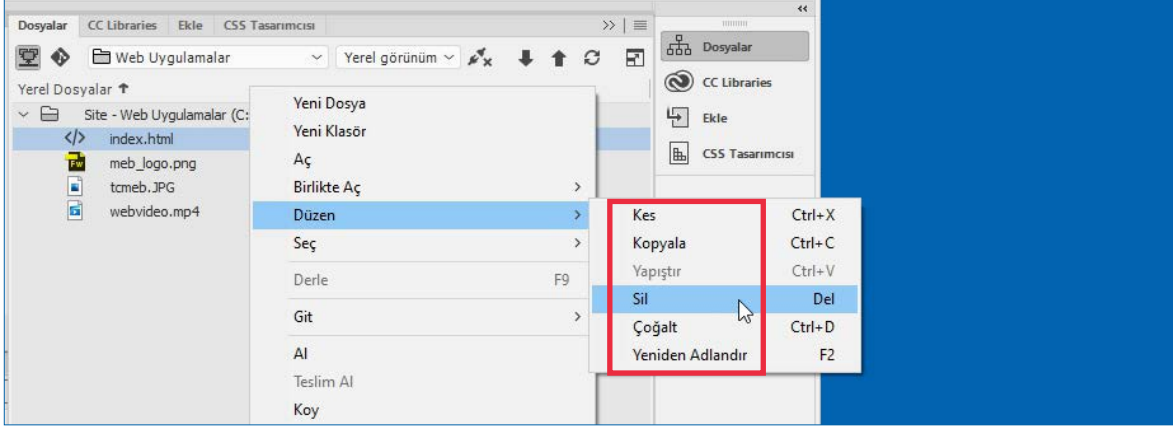 Dosyalar CC Libraries Ekle CSS Tasarımcısı
Web Uygulamalar Yerel görünüm
Yerel Dosyalar
Site - Web Uygulamalar (C:
index.html
meb_logo.png
tcmeb.JPG
webvideo.mp4
Yeni Dosya
Yeni Klasör
Aç
Birlikte Aç
Düzen
Seç
Derle F9
Git
Al
Teslim Al
Koy
Kes Ctrl+X
Kopyala Ctrl+C
Yapıştır Ctrl+V
Sil Del
Çoğalt Ctrl+D
Yeniden Adlandır F2
Dosyalar
CC Libraries
Ekle
CSS Tasarımcısı